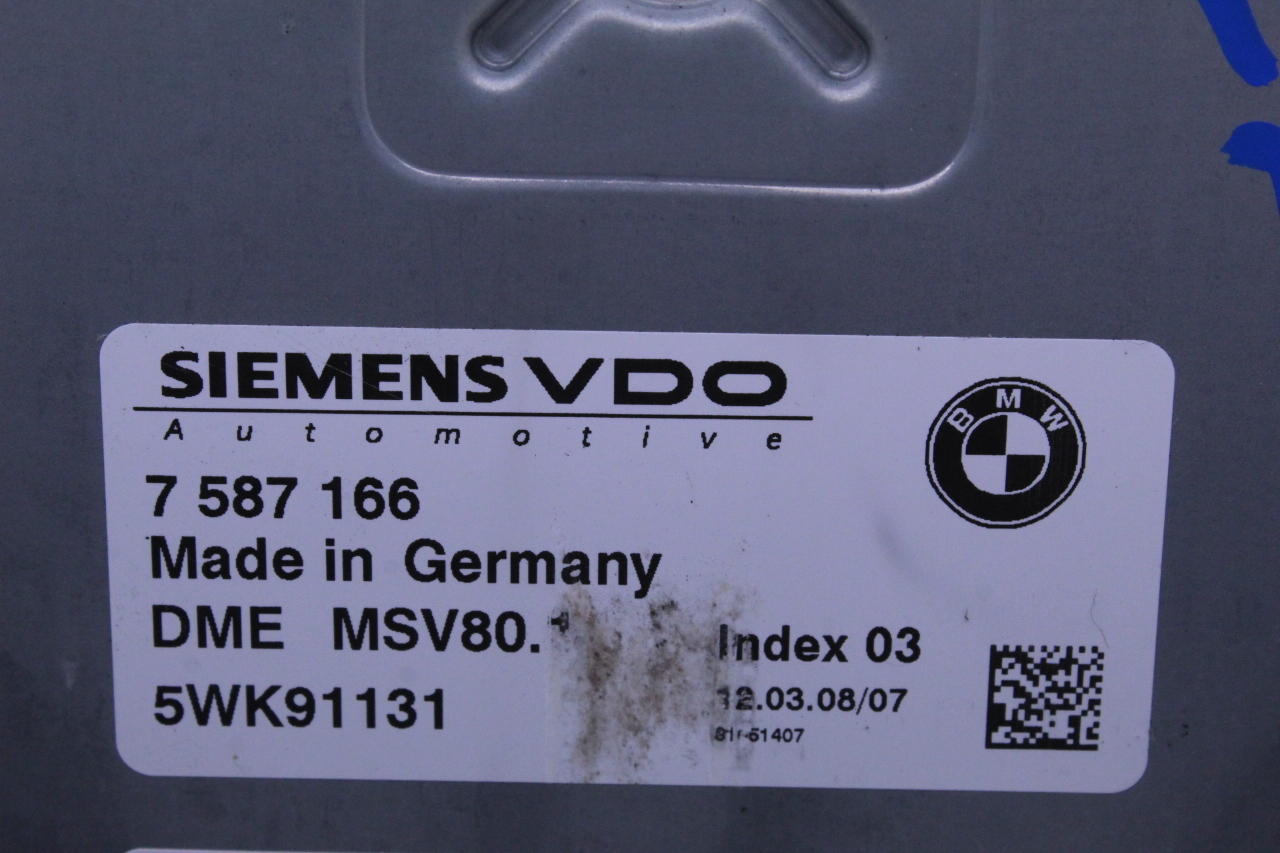 SIEMENS VDO
Automotive
BMW
7 587 166
Made in Germany
DME MSV80.
Index 03
5WK91131
12.03.08/07